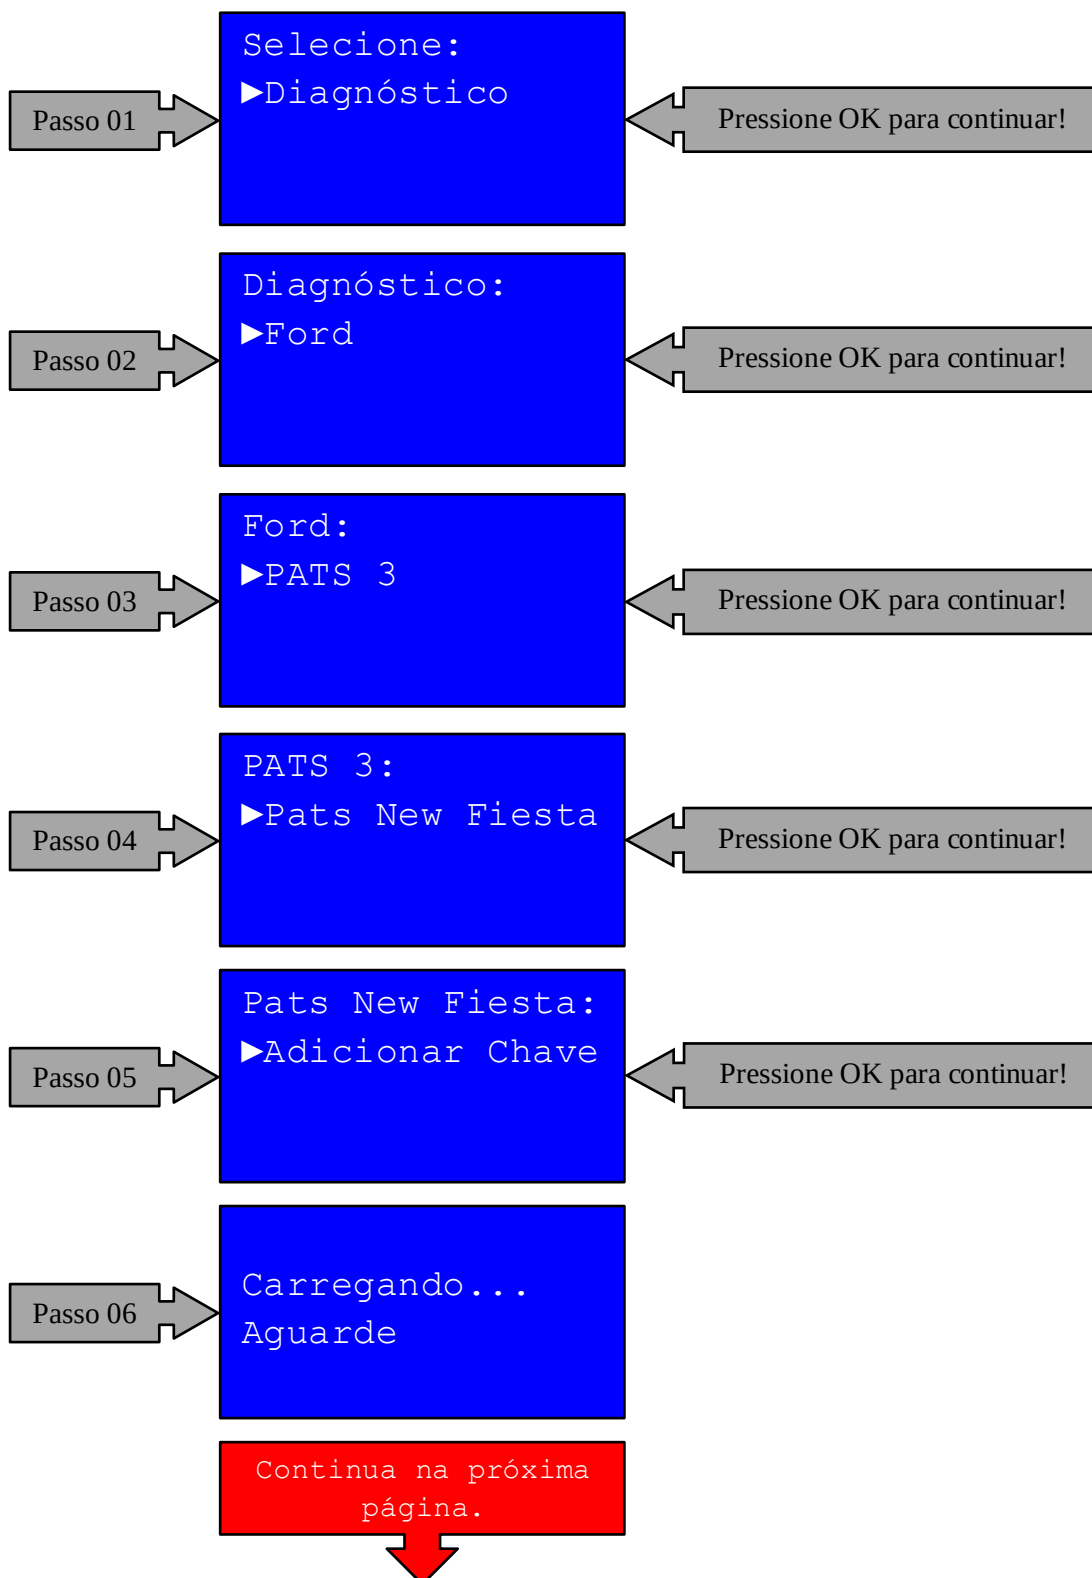 Selecione:
►Diagnóstico
Passo 01
Pressione OK para continuar!
Diagnóstico:
►Ford
Passo 02
Pressione OK para continuar!
Ford:
►PATS 3
Passo 03
Pressione OK para continuar!
PATS 3:
►Pats New Fiesta
Passo 04
Pressione OK para continuar!
Pats New Fiesta:
►Adicionar Chave
Passo 05
Pressione OK para continuar!
Carregando...
Aguarde
Passo 06
Continua na próxima
página.